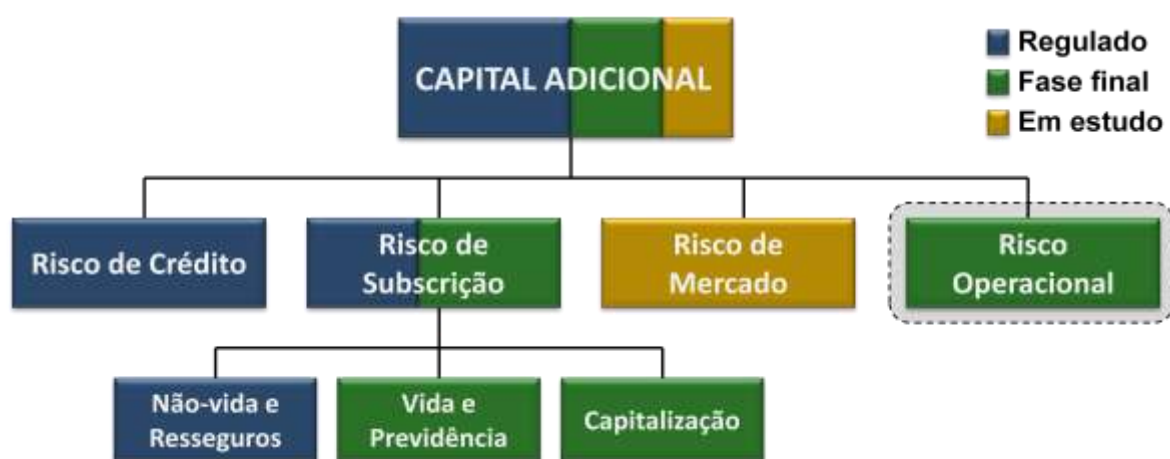 CAPITAL ADICIONAL
Regulado
Fase final
Em estudo
Risco de Crédito
Risco de
Subscrição
Risco de
Mercado
Risco
Operacional
Não-vida e
Resseguros
Vida e
Previdência
Capitalização